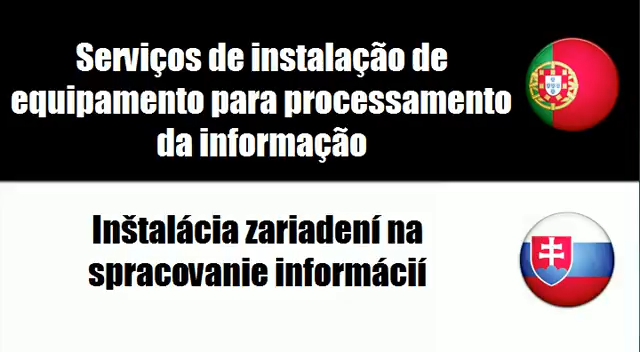 Serviços de instalação de
equipamento para processamento
da informação
Inštalácia zariadení na
spracovanie informácií